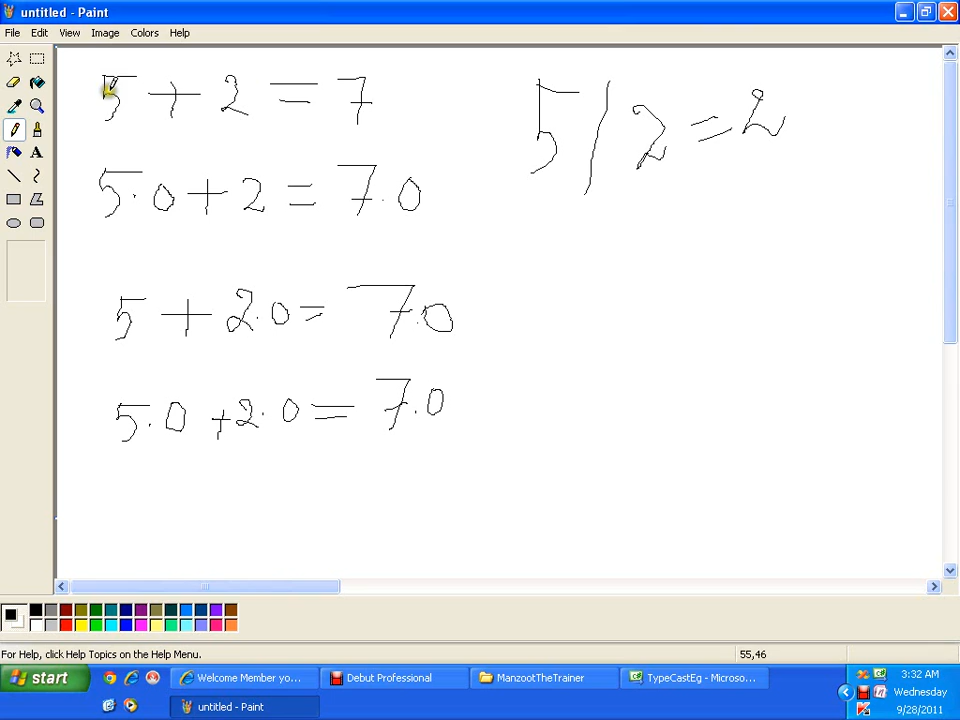 untitled - Paint
File Edit View Image Colors Help
5 + 2 = 7
5 / 2 = 2
5.0 + 2 = 7.0
5 + 2.0 = 7.0
5.0 + 2.0 = 7.0
For Help, click Help Topics on the Help Menu.
55,46
start
Welcome Member yo...
Debut Professional
ManzootTheTrainer
TypeCastEg - Microso...
3:32 AM
untitled - Paint
Wednesday
9/28/2011